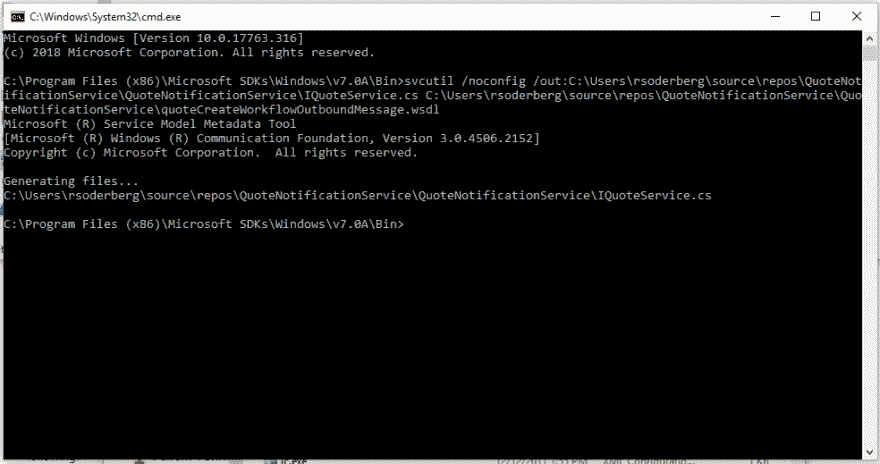 C:\Windows\System32\cmd.exe
Microsoft Windows [Version 10.0.17763.316]
(c) 2018 Microsoft Corporation. All rights reserved.
C:\Program Files (x86)\Microsoft SDKs\Windows\v7.0A\Bin>svcutil /noconfig /out:C:\Users\rsoderberg\source\repos\QuoteNot
ificationService\QuoteNotificationService\IQuoteService.cs C:\Users\rsoderberg\source\repos\QuoteNotificationService\Quo
teNotificationService\quoteCreateWorkflowOutboundMessage.wsdl
Microsoft (R) Service Model Metadata Tool
[Microsoft (R) Windows (R) Communication Foundation, Version 3.0.4506.2152]
Copyright (c) Microsoft Corporation.  All rights reserved.
Generating files...
C:\Users\rsoderberg\source\repos\QuoteNotificationService\QuoteNotificationService\IQuoteService.cs
C:\Program Files (x86)\Microsoft SDKs\Windows\v7.0A\Bin>